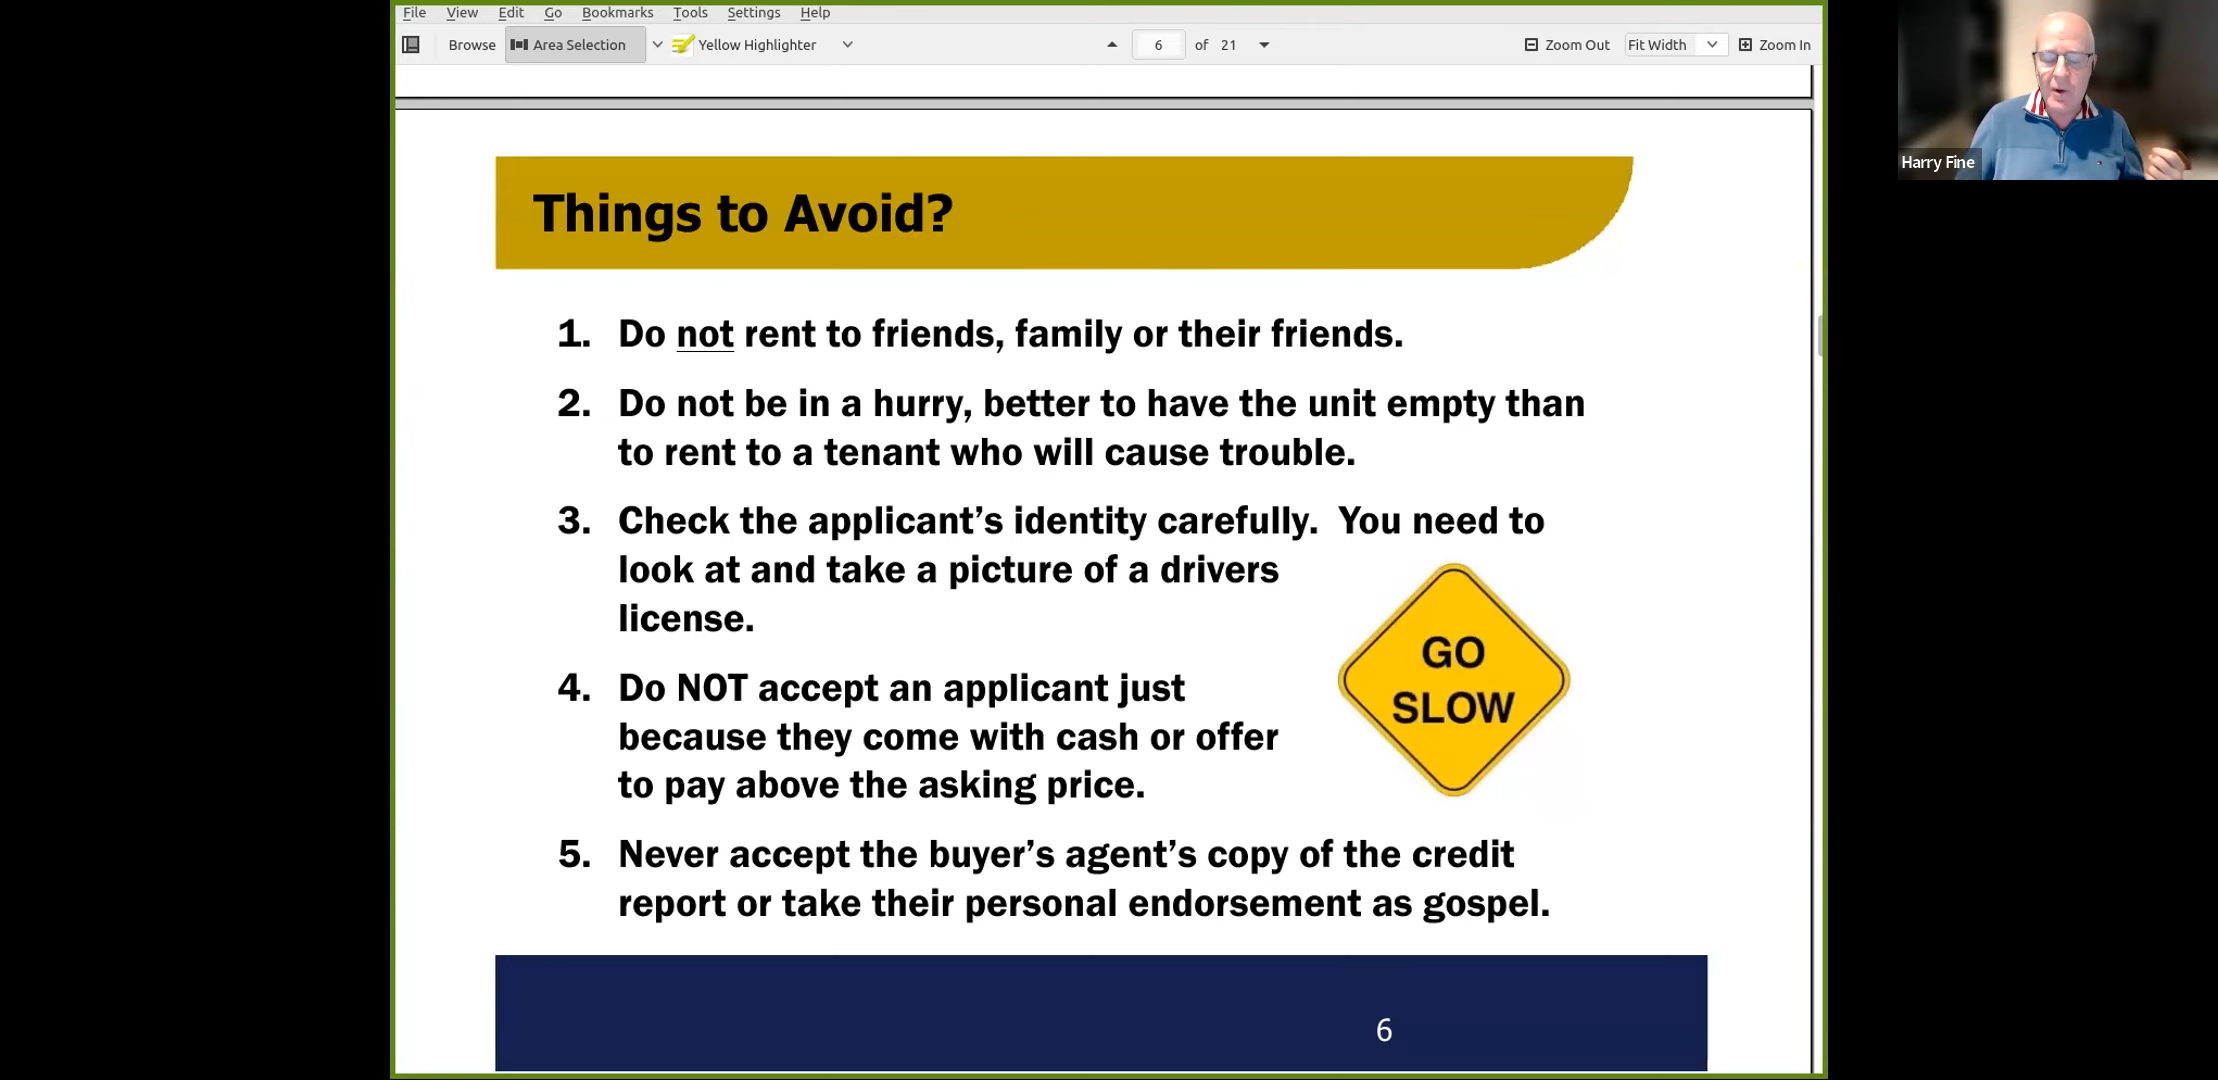 File View Edit Go Bookmarks Tools Settings Help
Browse Area Selection Yellow Highlighter 6 of 21 Zoom Out Fit Width Zoom In
Harry Fine
Things to Avoid?
1. Do not rent to friends, family or their friends.
2. Do not be in a hurry, better to have the unit empty than
to rent to a tenant who will cause trouble.
3. Check the applicant’s identity carefully. You need to
look at and take a picture of a drivers
license.
GO
SLOW
4. Do NOT accept an applicant just
because they come with cash or offer
to pay above the asking price.
5. Never accept the buyer’s agent’s copy of the credit
report or take their personal endorsement as gospel.
6